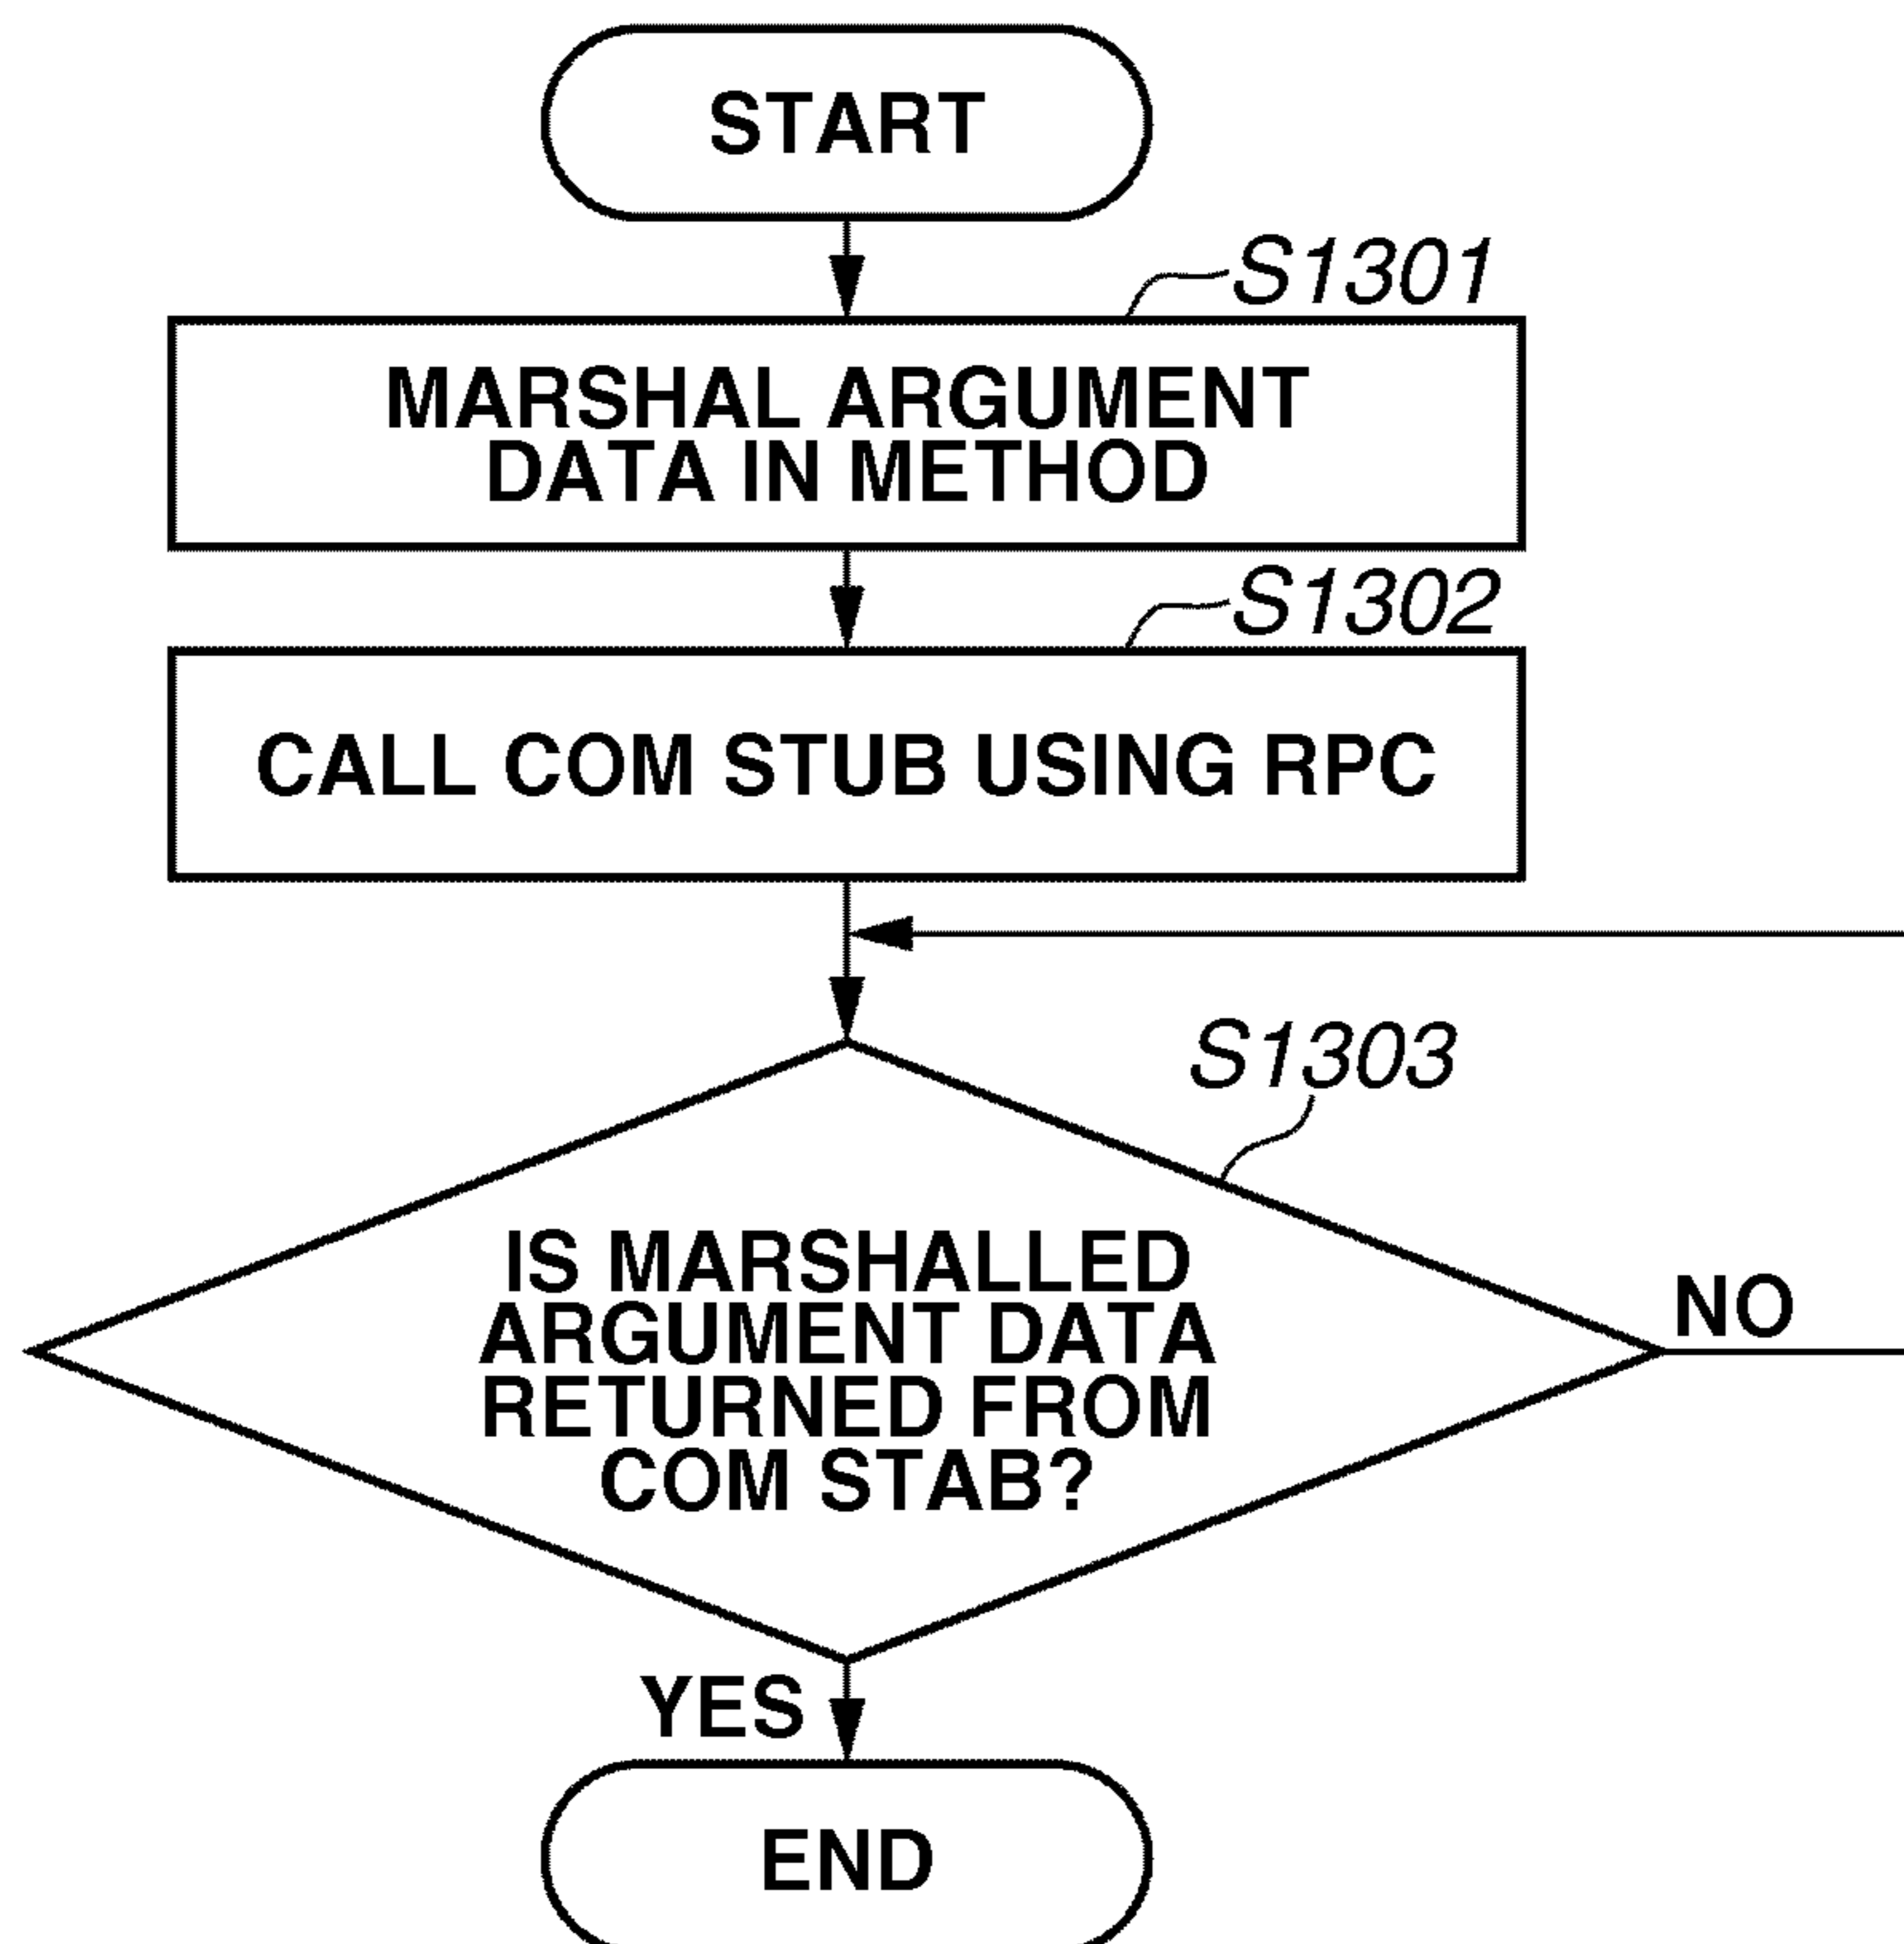 START
S1301
MARSHAL ARGUMENT
DATA IN METHOD
S1302
CALL COM STUB USING RPC
S1303
IS MARSHALLED
ARGUMENT DATA
RETURNED FROM
COM STAB?
NO
YES
END